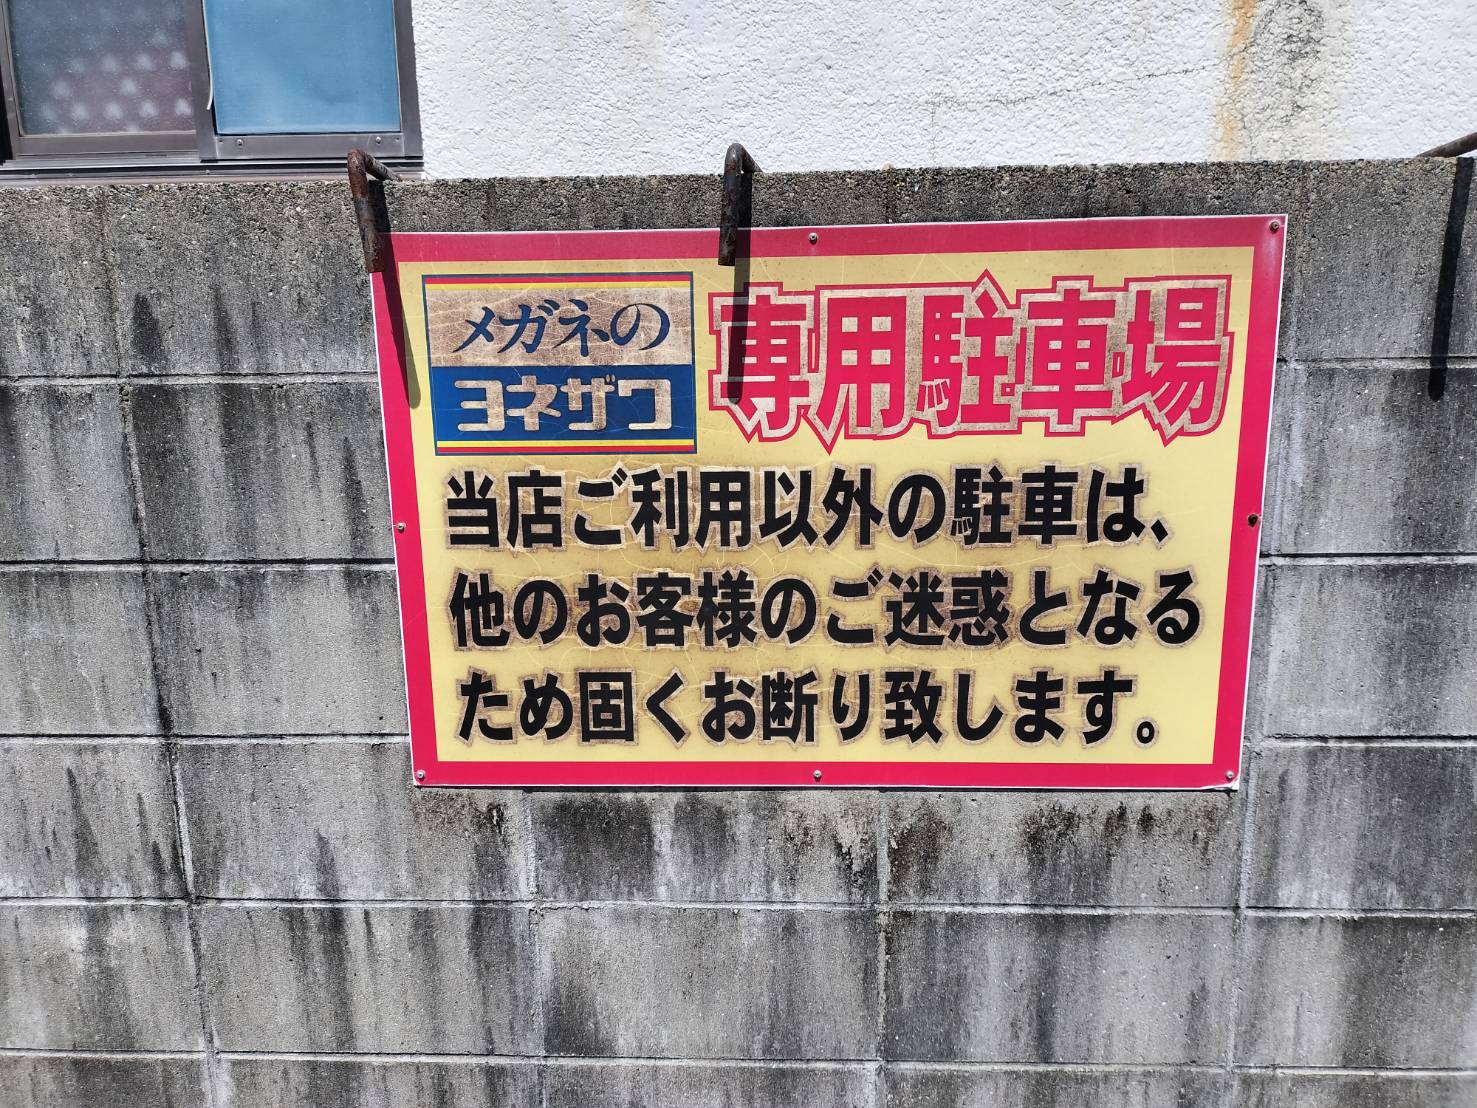 メガネの
ヨネザワ
専用駐車場
当店ご利用以外の駐車は、
他のお客様のご迷惑となる
ため固くお断り致します。